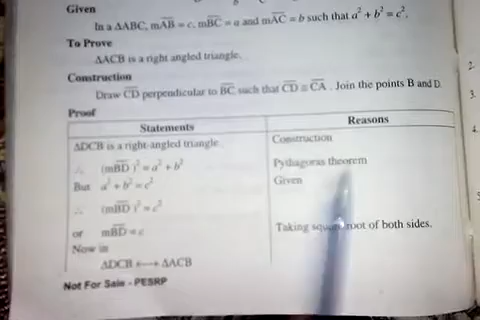 Given
In a ΔABC, mAB = c, mBC = a and mAC = b such that a² + b² = c².
To Prove
ΔACB is a right angled triangle.
Construction
Draw CD perpendicular to BC such that CD ≅ CA. Join the points B and D.
Proof
Statements Reasons
ΔDCB is a right-angled triangle. Construction
∴ (mBD)² = a² + b² Pythagoras theorem
But a² + b² = c² Given
∴ (mBD)² = c²
or mBD = c Taking square root of both sides.
Now in
ΔDCB ⟷ ΔACB
Not For Sale - PESRP
2.
3.
4.